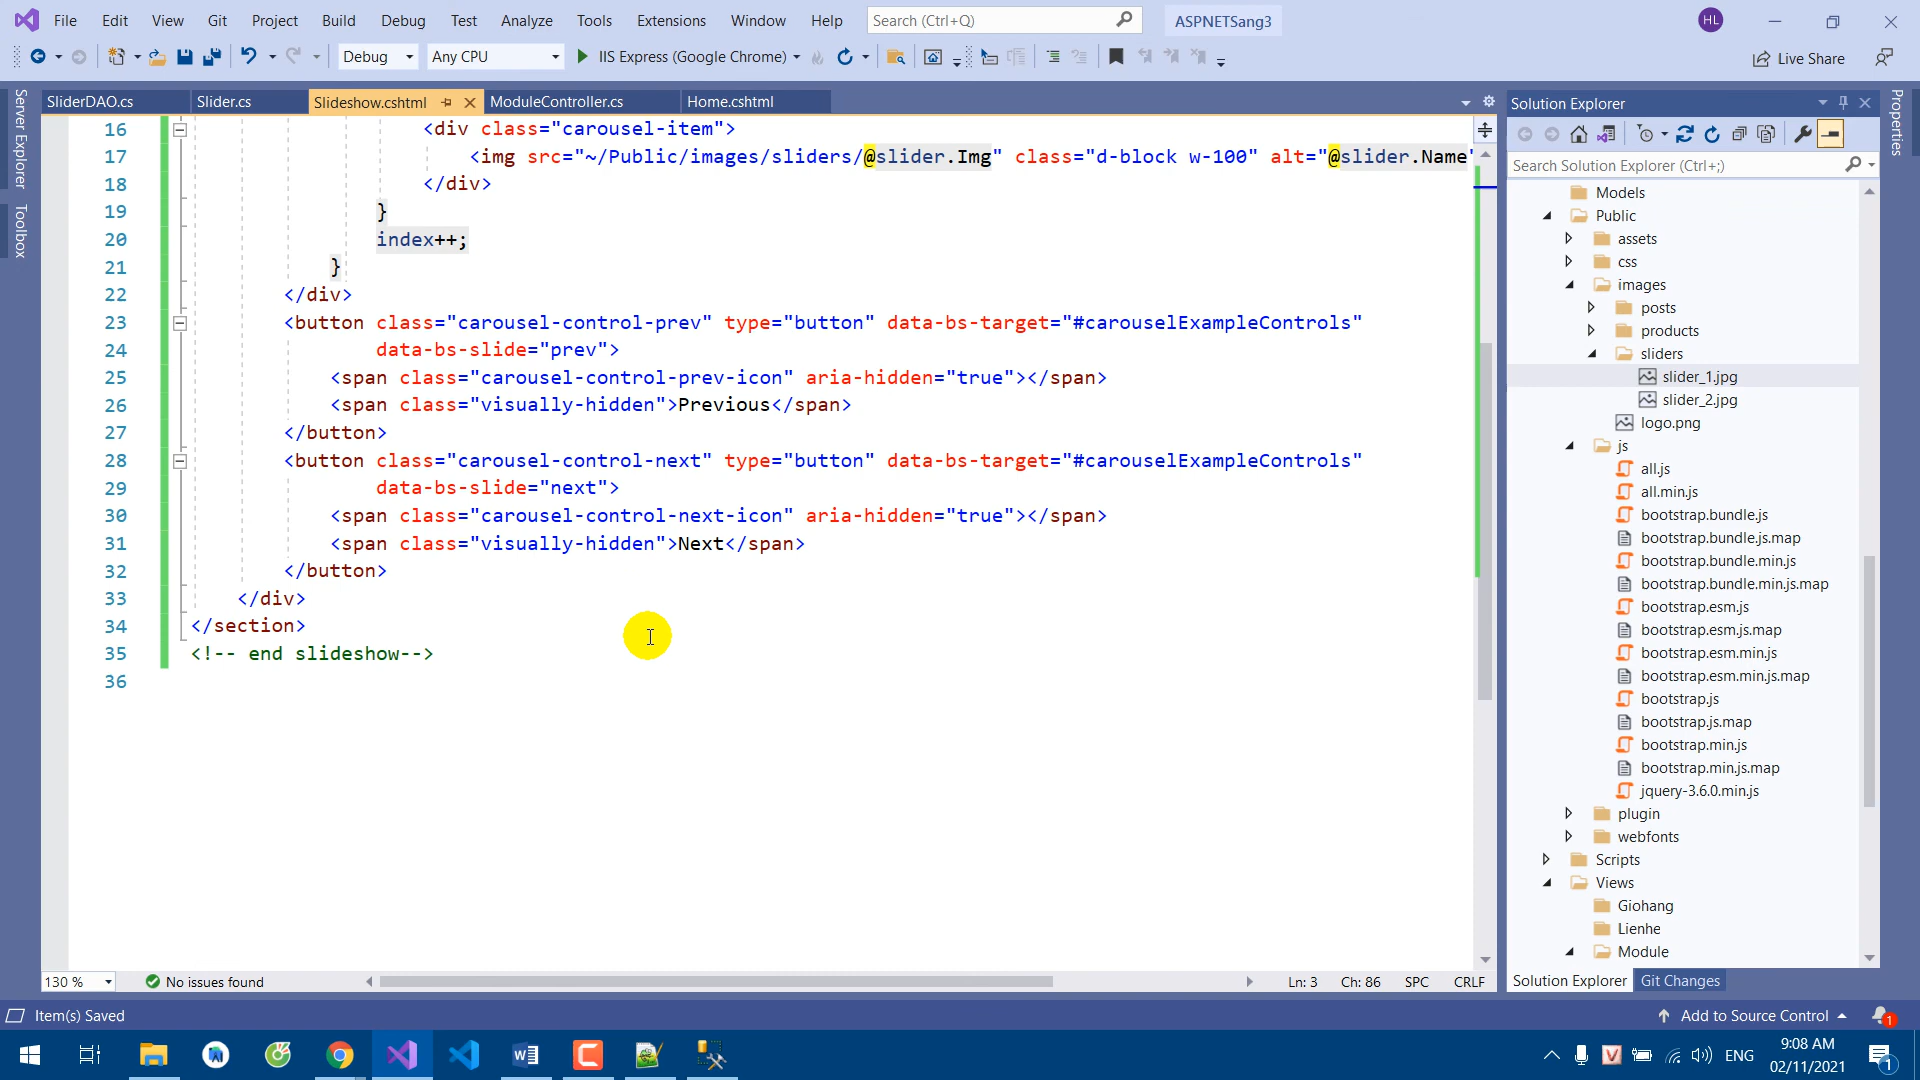 File Edit View Git Project Build Debug Test Analyze Tools Extensions Window Help Search (Ctrl+Q) ASPNETSang3 HL
Debug Any CPU IIS Express (Google Chrome) Live Share
Server Explorer
Toolbox
SliderDAO.cs Slider.cs Slideshow.cshtml ModuleController.cs Home.cshtml
16 <div class="carousel-item">
17 <img src="~/Public/images/sliders/@slider.Img" class="d-block w-100" alt="@slider.Name"
18 </div>
19 }
20 index++;
21 }
22 </div>
23 <button class="carousel-control-prev" type="button" data-bs-target="#carouselExampleControls"
24 data-bs-slide="prev">
25 <span class="carousel-control-prev-icon" aria-hidden="true"></span>
26 <span class="visually-hidden">Previous</span>
27 </button>
28 <button class="carousel-control-next" type="button" data-bs-target="#carouselExampleControls"
29 data-bs-slide="next">
30 <span class="carousel-control-next-icon" aria-hidden="true"></span>
31 <span class="visually-hidden">Next</span>
32 </button>
33 </div>
34 </section>
35 <!-- end slideshow-->
36
130 % No issues found Ln: 3 Ch: 86 SPC CRLF
Solution Explorer
Search Solution Explorer (Ctrl+;)
Models
Public
assets
css
images
posts
products
sliders
slider_1.jpg
slider_2.jpg
logo.png
js
all.js
all.min.js
bootstrap.bundle.js
bootstrap.bundle.js.map
bootstrap.bundle.min.js
bootstrap.bundle.min.js.map
bootstrap.esm.js
bootstrap.esm.js.map
bootstrap.esm.min.js
bootstrap.esm.min.js.map
bootstrap.js
bootstrap.js.map
bootstrap.min.js
bootstrap.min.js.map
jquery-3.6.0.min.js
plugin
webfonts
Scripts
Views
Giohang
Lienhe
Module
Solution Explorer Git Changes
Properties
Item(s) Saved Add to Source Control 1
ENG 9:08 AM
02/11/2021 1